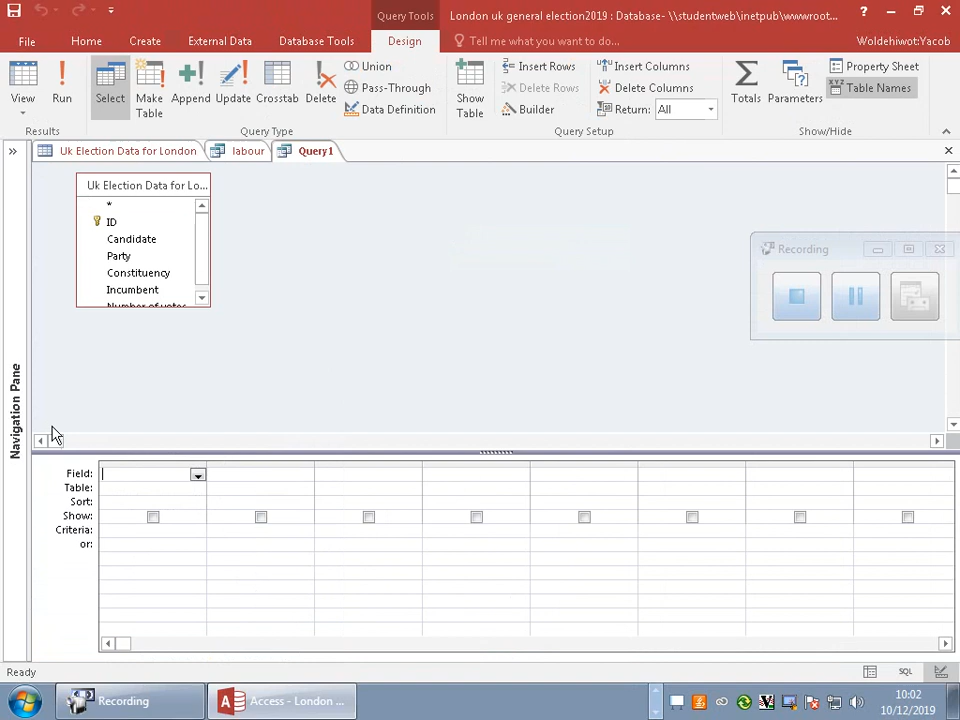 Query Tools
London uk general election2019 : Database- \\studentweb\inetpub\wwwroot...
?
File
Home
Create
External Data
Database Tools
Design
Tell me what you want to do...
Woldehiwot:Yacob
View
Run
Select
Make Table
Append
Update
Crosstab
Delete
Union
Pass-Through
Data Definition
Show Table
Insert Rows
Delete Rows
Builder
Insert Columns
Delete Columns
Return: All
Totals
Parameters
Property Sheet
XYZ Table Names
Results
Query Type
Query Setup
Show/Hide
Uk Election Data for London
labour
Query1
Uk Election Data for Lo...
*
ID
Candidate
Party
Constituency
Incumbent
Number of votes
Recording
Navigation Pane
Field:
Table:
Sort:
Show:
Criteria:
or:
Ready
SQL
Recording
Access - London ...
10:02
10/12/2019